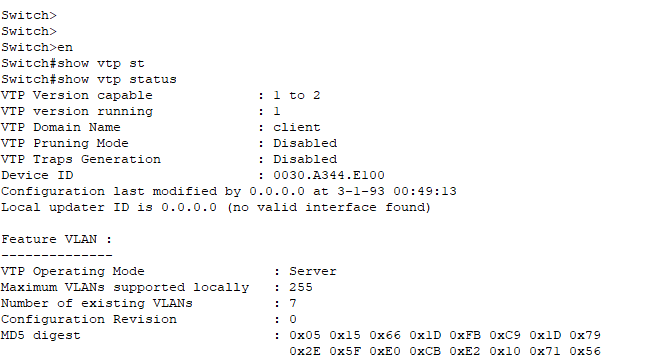 Switch>
Switch>
Switch>en
Switch#show vtp st
Switch#show vtp status
VTP Version capable : 1 to 2
VTP version running : 1
VTP Domain Name : client
VTP Pruning Mode : Disabled
VTP Traps Generation : Disabled
Device ID : 0030.A344.E100
Configuration last modified by 0.0.0.0 at 3-1-93 00:49:13
Local updater ID is 0.0.0.0 (no valid interface found)
Feature VLAN :
--------------
VTP Operating Mode : Server
Maximum VLANs supported locally : 255
Number of existing VLANs : 7
Configuration Revision : 0
MD5 digest : 0x05 0x15 0x66 0x1D 0xFB 0xC9 0x1D 0x79
0x2E 0x5F 0xE0 0xCB 0xE2 0x10 0x71 0x56